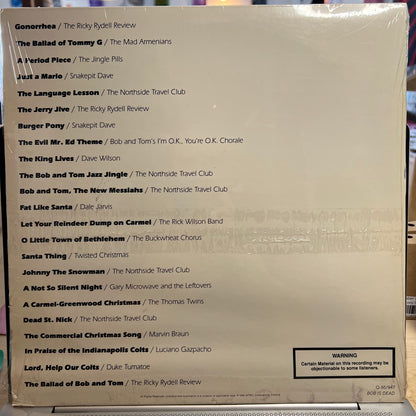 Gonorrhea / The Ricky Rydell Review
The Ballad of Tommy G / The Mad Armenians
A Period Piece / The Jingle Pills
Just a Mario / Snakepit Dave
The Language Lesson / The Northside Travel Club
The Jerry Jive / The Ricky Rydell Review
Burger Pony / Snakepit Dave
The Evil Mr. Ed Theme / Bob and Tom's I'm O.K., You're O.K. Chorale
The King Lives / Dave Wilson
The Bob and Tom Jazz Jingle / The Northside Travel Club
Bob and Tom, The New Messiahs / The Northside Travel Club
Fat Like Santa / Dale Jarvis
Let Your Reindeer Dump on Carmel / The Rick Wilson Band
O Little Town of Bethlehem / The Buckwheat Chorus
Santa Thing / Twisted Christmas
Johnny The Snowman / The Northside Travel Club
A Not So Silent Night / Gary Microwave and the Leftovers
A Carmel-Greenwood Christmas / The Thomas Twins
Dead St. Nick / The Northside Travel Club
The Commercial Christmas Song / Marvin Braun
In Praise of the Indianapolis Colts / Luciano Gazpacho
Lord, Help Our Colts / Duke Tumatoe
The Ballad of Bob and Tom / The Ricky Rydell Review
WARNING
Certain Material on this recording may be
objectionable to some listeners.
BOB IS DEAD
All Rights Reserved.